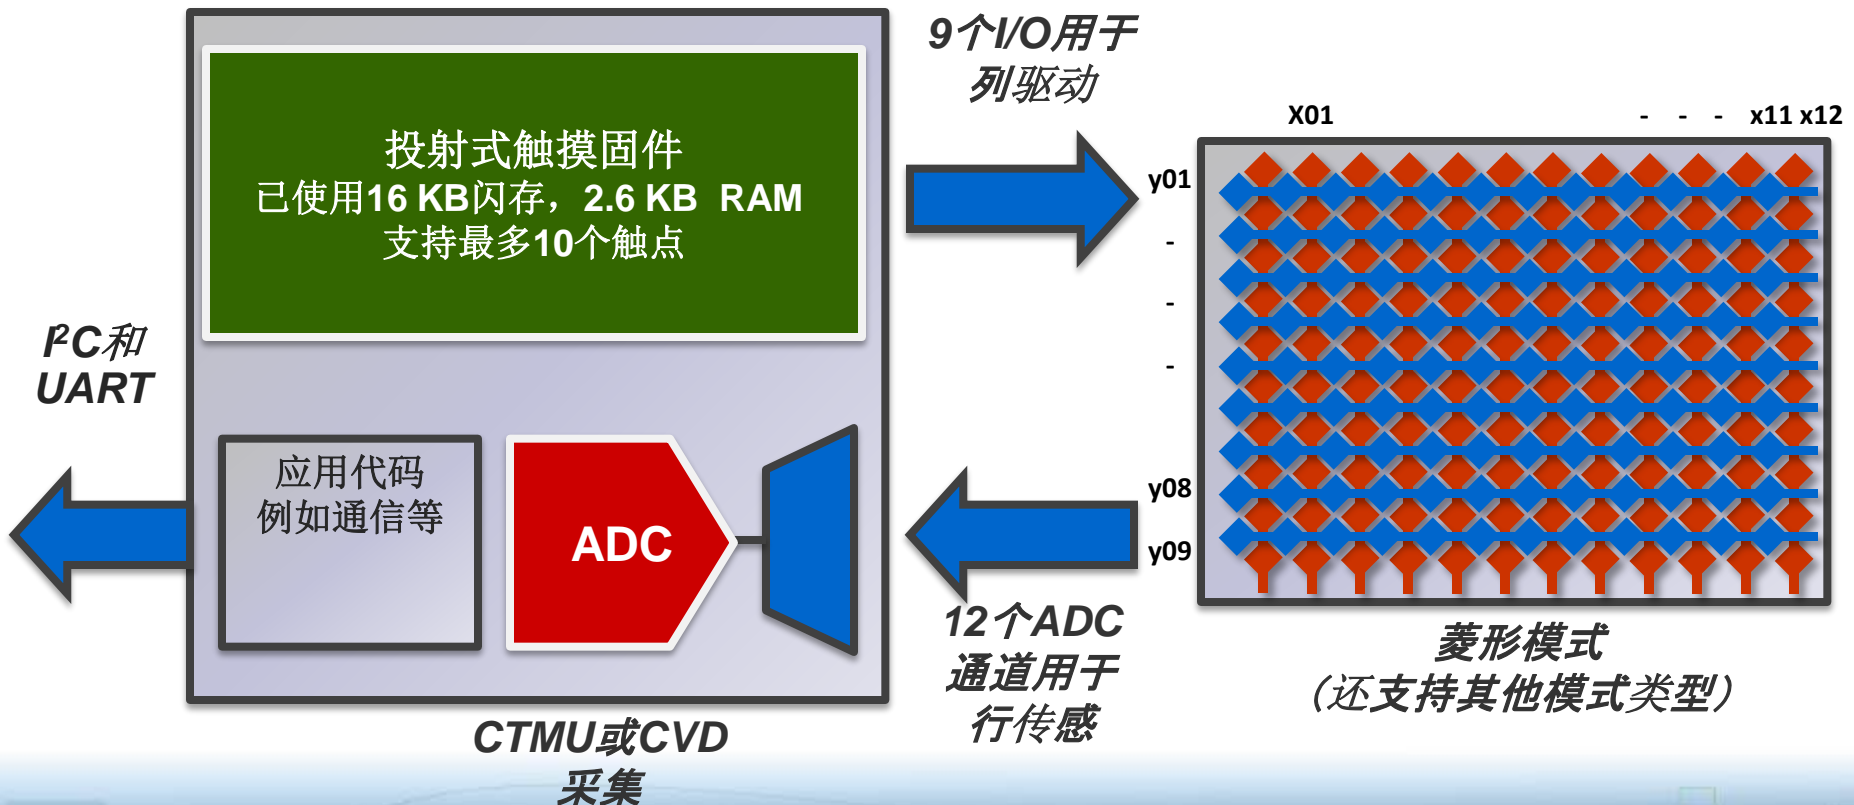 9个I/O用于
列驱动
投射式触摸固件
已使用16 KB闪存，2.6 KB RAM
支持最多10个触点
X01 - - - x11 x12
y01
-
-
-
y08
y09
I²C和
UART
应用代码
例如通信等
ADC
12个ADC
通道用于
行传感
菱形模式
（还支持其他模式类型）
CTMU或CVD
采集